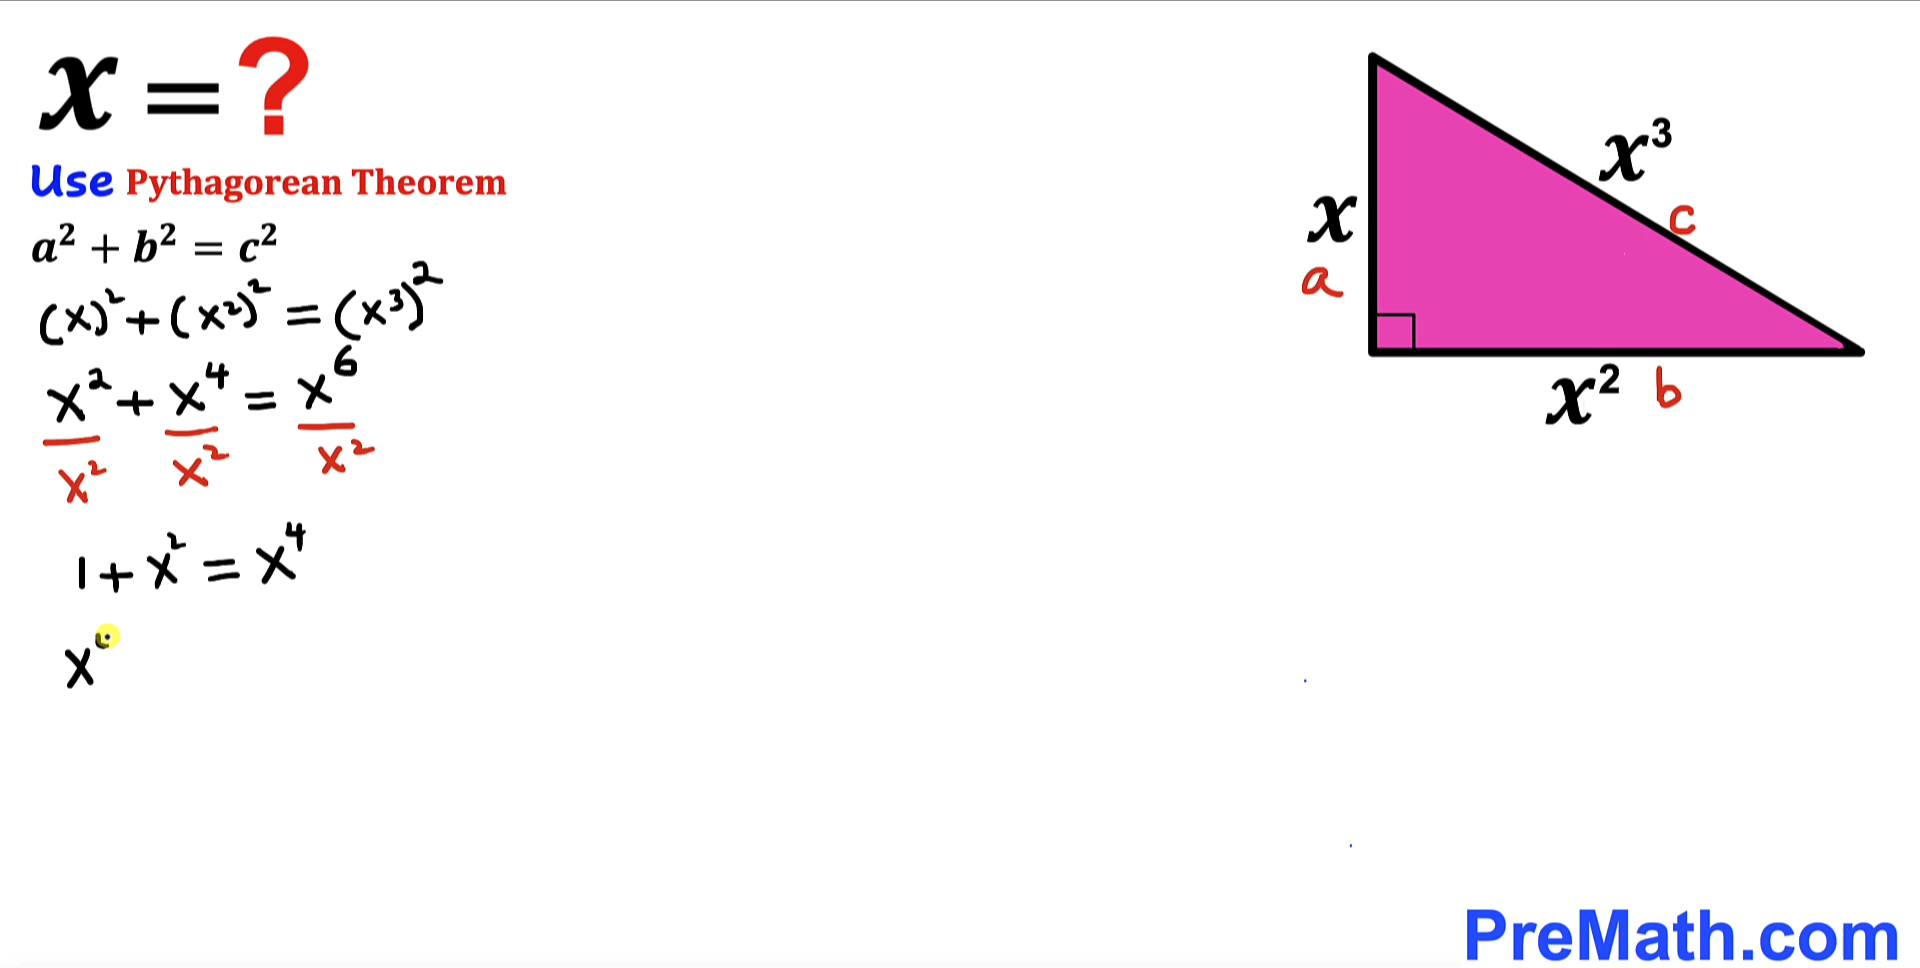 x = ?
Use Pythagorean Theorem
a² + b² = c²
(x)² + (x²)² = (x³)²
x² + x⁴ = x⁶
x² x² x²
1 + x² = x⁴
x
x³
c
x
a
x² b
PreMath.com